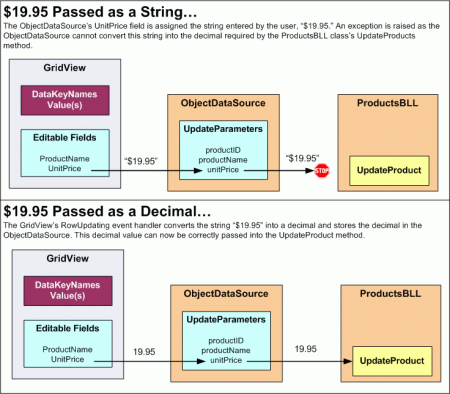 $19.95 Passed as a String...
The ObjectDataSource's UnitPrice field is assigned the string entered by the user, "$19.95." An exception is raised as the
ObjectDataSource cannot convert this string into the decimal required by the ProductsBLL class's UpdateProducts
method.
GridView
DataKeyNames
Value(s)
Editable Fields
ProductName
UnitPrice
"$19.95"
ObjectDataSource
UpdateParameters
productID
productName
unitPrice
"$19.95"
STOP
ProductsBLL
UpdateProduct
$19.95 Passed as a Decimal...
The GridView's RowUpdating event handler converts the string "$19.95" into a decimal and stores the decimal in the
ObjectDataSource. This decimal value can now be correctly passed into the UpdateProduct method.
GridView
DataKeyNames
Value(s)
Editable Fields
ProductName
UnitPrice
19.95
ObjectDataSource
UpdateParameters
productID
productName
unitPrice
19.95
ProductsBLL
UpdateProduct